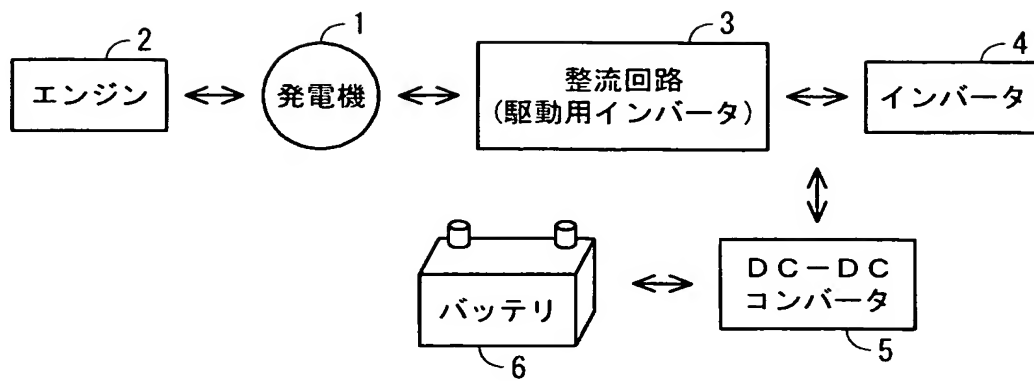 2
エンジン
1
発電機
3
整流回路
(駆動用インバータ)
4
インバータ
バッテリ
6
DC－DC
コンバータ
5